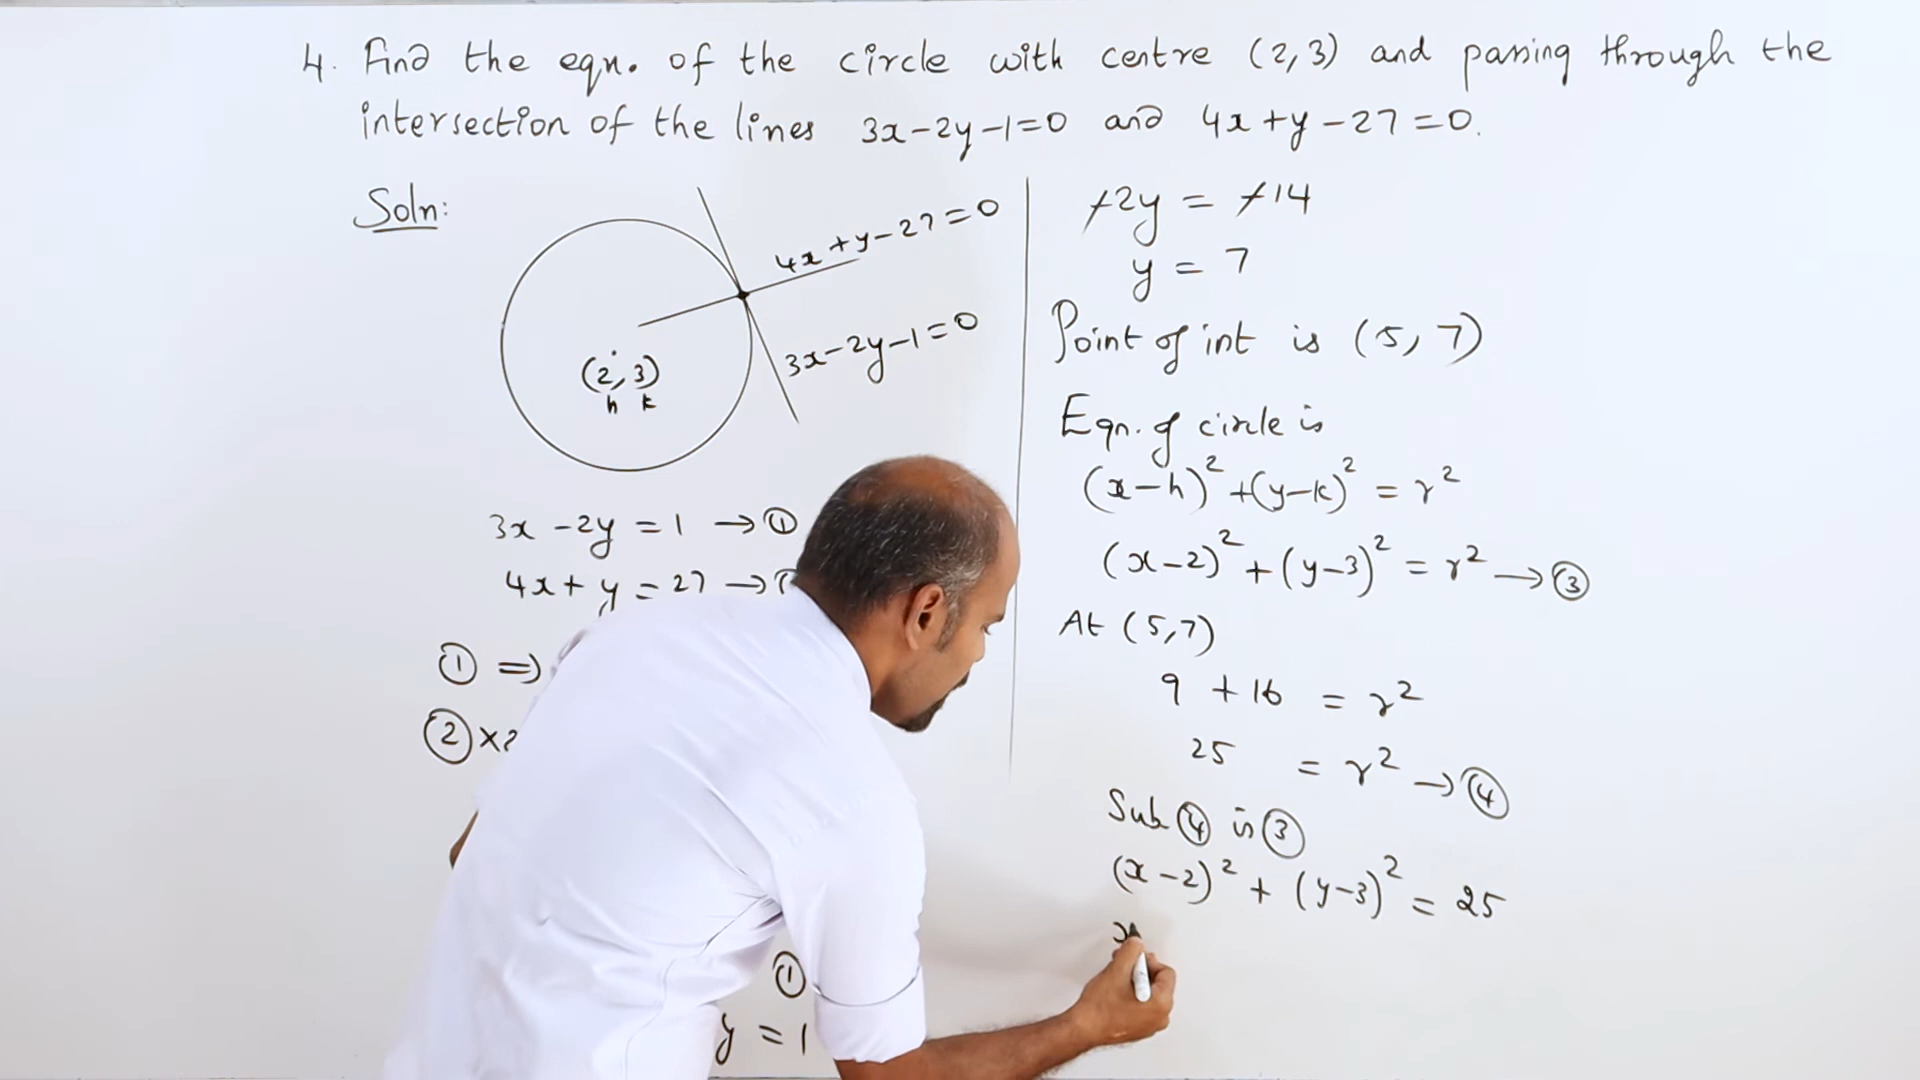 4. Find the eqn. of the circle with centre (2,3) and passing through the
intersection of the lines 3x-2y-1=0 and 4x+y-27=0.
Soln:
4x+y-27=0
3x-2y-1=0
(2, 3)
h k
3x-2y=1 →①
4x+y=27 →
① ⇒
②×2
①
y = 1
-2y = -14
y = 7
Point of int is (5, 7)
Eqn. of circle is
(x-h)²+(y-k)² = r²
(x-2)²+(y-3)² = r² →③
At (5,7)
9 + 16 = r²
25 = r² →④
Sub ④ in ③
(x-2)² + (y-3)² = 25
x